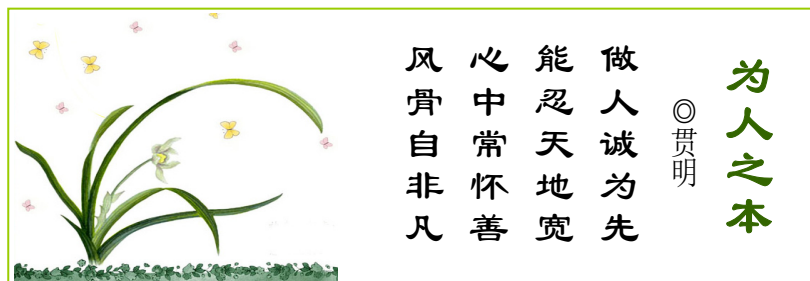 为人之本
◎贯明
做人诚为先
能忍天地宽
心中常怀善
风骨自非凡